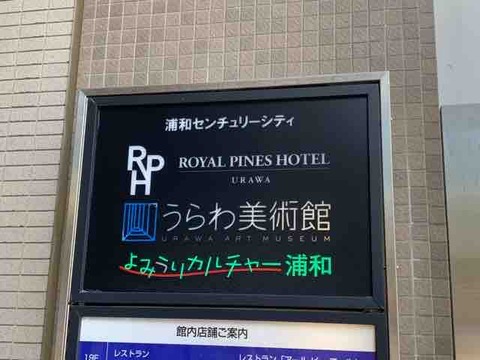 浦和センチュリーシティ
RPH
ROYAL PINES HOTEL
URAWA
うらわ美術館
URAWA ART MUSEUM
よみうりカルチャー浦和
館内店舗ご案内
レストラン
19F